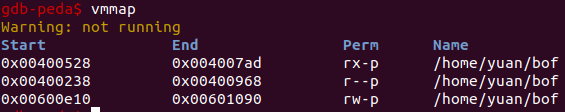 gdb-peda$ vmmap
Warning: not running
Start End Perm Name
0x00400528 0x004007ad rx-p /home/yuan/bof
0x00400238 0x00400968 r--p /home/yuan/bof
0x00600e10 0x00601090 rw-p /home/yuan/bof